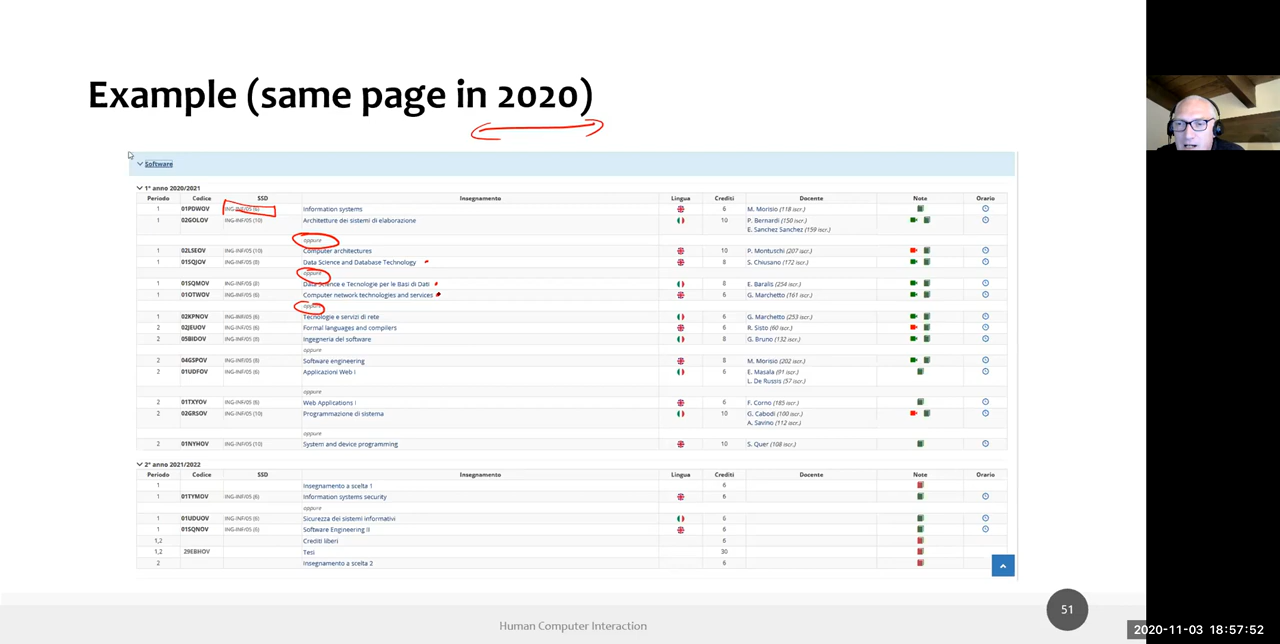 Example (same page in 2020)
Software
1° anno 2020/2021
Periodo Codice SSD Insegnamento Lingua Crediti Docente Note Orario
1 01PDWOV ING-INF/05 (6) Information systems 6 M. Morisio (118 iscr.)
1 02GOLOV ING-INF/05 (10) Architetture dei sistemi di elaborazione 10 P. Bernardi (150 iscr.)
E. Sanchez Sanchez (159 iscr.)
oppure
1 02LSEOV ING-INF/05 (10) Computer architectures 10 P. Montuschi (207 iscr.)
1 01SQJOV ING-INF/05 (8) Data Science and Database Technology 8 S. Chiusano (172 iscr.)
oppure
1 01SQMOV ING-INF/05 (8) Data Science e Tecnologie per le Basi di Dati 8 E. Baralis (254 iscr.)
1 01OTWOV ING-INF/05 (6) Computer network technologies and services 6 G. Marchetto (161 iscr.)
oppure
1 02KPNOV ING-INF/05 (6) Tecnologie e servizi di rete 6 G. Marchetto (253 iscr.)
2 02JEUOV ING-INF/05 (6) Formal languages and compilers 6 R. Sisto (60 iscr.)
2 05BIDOV ING-INF/05 (8) Ingegneria del software 8 G. Bruno (132 iscr.)
oppure
2 04GSPOV ING-INF/05 (8) Software engineering 8 M. Morisio (202 iscr.)
2 01UDFOV ING-INF/05 (6) Applicazioni Web I 6 E. Masala (91 iscr.)
L. De Russis (57 iscr.)
oppure
2 01TXYOV ING-INF/05 (6) Web Applications I 6 F. Corno (185 iscr.)
2 02GRSOV ING-INF/05 (10) Programmazione di sistema 10 G. Cabodi (100 iscr.)
A. Savino (112 iscr.)
oppure
2 01NYHOV ING-INF/05 (10) System and device programming 10 S. Quer (108 iscr.)
2° anno 2021/2022
Periodo Codice SSD Insegnamento Lingua Crediti Docente Note Orario
1 Insegnamento a scelta 1 6
1 01TYMOV ING-INF/05 (6) Information systems security 6
oppure
1 01UDUOV ING-INF/05 (6) Sicurezza dei sistemi informativi 6
1 01SQNOV ING-INF/05 (6) Software Engineering II 6
1,2 Crediti liberi 6
1,2 29EBHOV Tesi 30
2 Insegnamento a scelta 2 6
Human Computer Interaction
51
2020-11-03 18:57:52